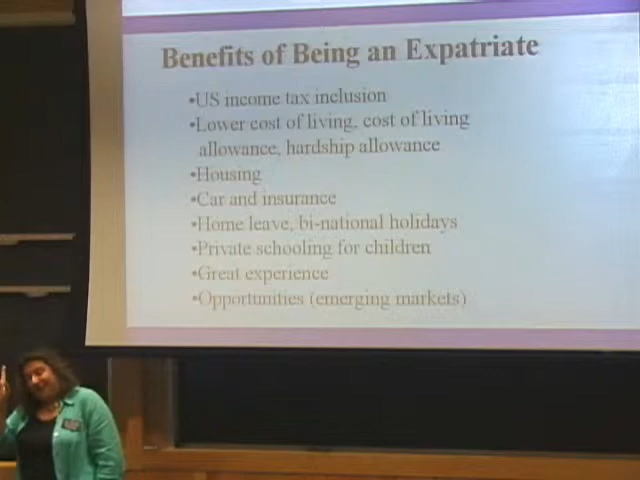 Benefits of Being an Expatriate
•US income tax inclusion
•Lower cost of living, cost of living
allowance, hardship allowance
•Housing
•Car and insurance
•Home leave, bi-national holidays
•Private schooling for children
•Great experience
•Opportunities (emerging markets)